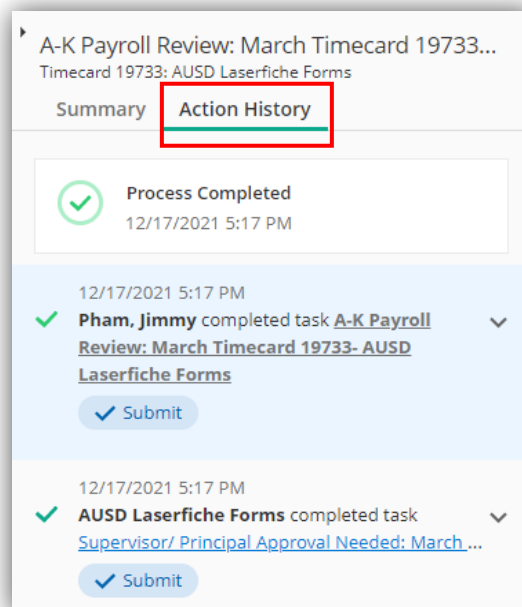 A-K Payroll Review: March Timecard 19733...
Timecard 19733: AUSD Laserfiche Forms
Summary Action History
Process Completed
12/17/2021 5:17 PM
12/17/2021 5:17 PM
Pham, Jimmy completed task A-K Payroll
Review: March Timecard 19733- AUSD
Laserfiche Forms
Submit
12/17/2021 5:17 PM
AUSD Laserfiche Forms completed task
Supervisor/ Principal Approval Needed: March ...
Submit